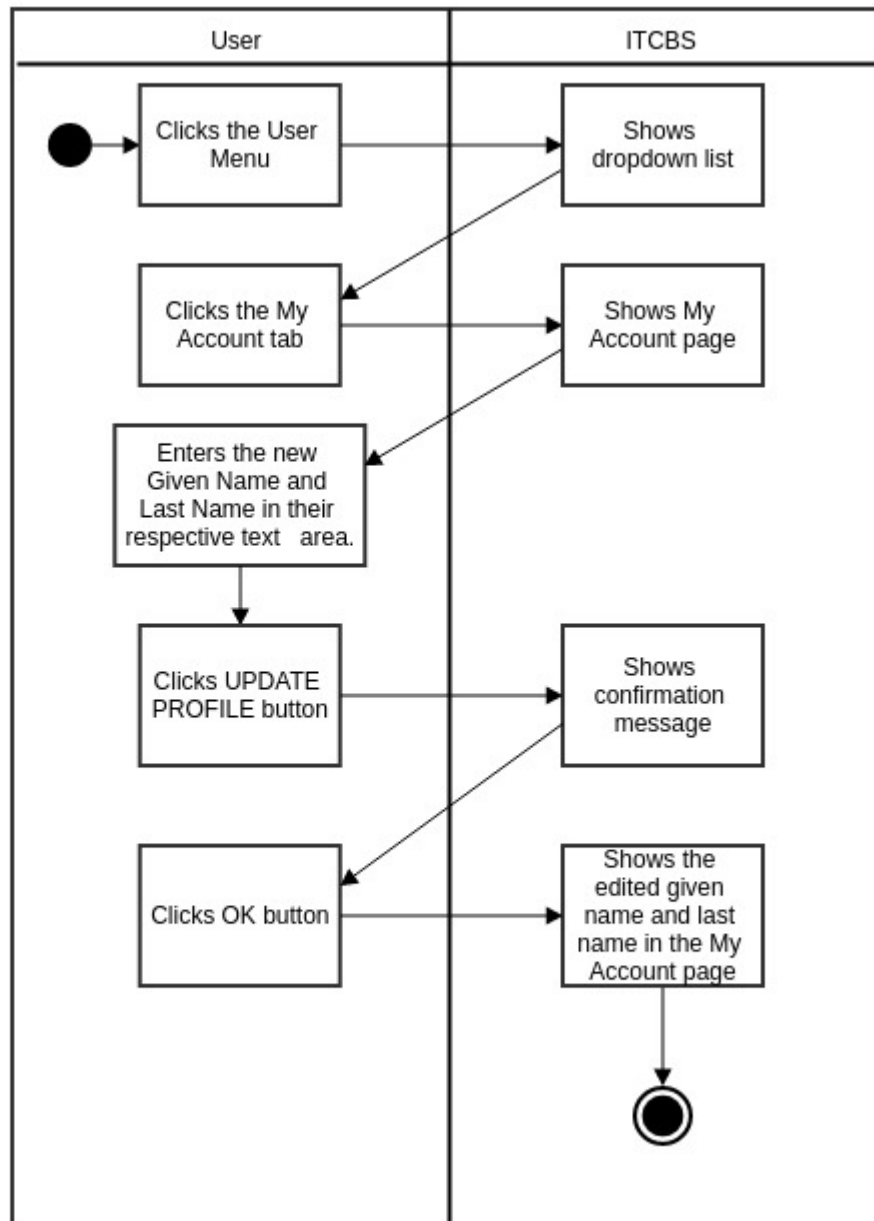 User
ITCBS
Clicks the User
Menu
Shows
dropdown list
Clicks the My
Account tab
Shows My
Account page
Enters the new
Given Name and
Last Name in their
respective text   area.
Clicks UPDATE
PROFILE button
Shows
confirmation
message
Clicks OK button
Shows the
edited given
name and last
name in the My
Account page